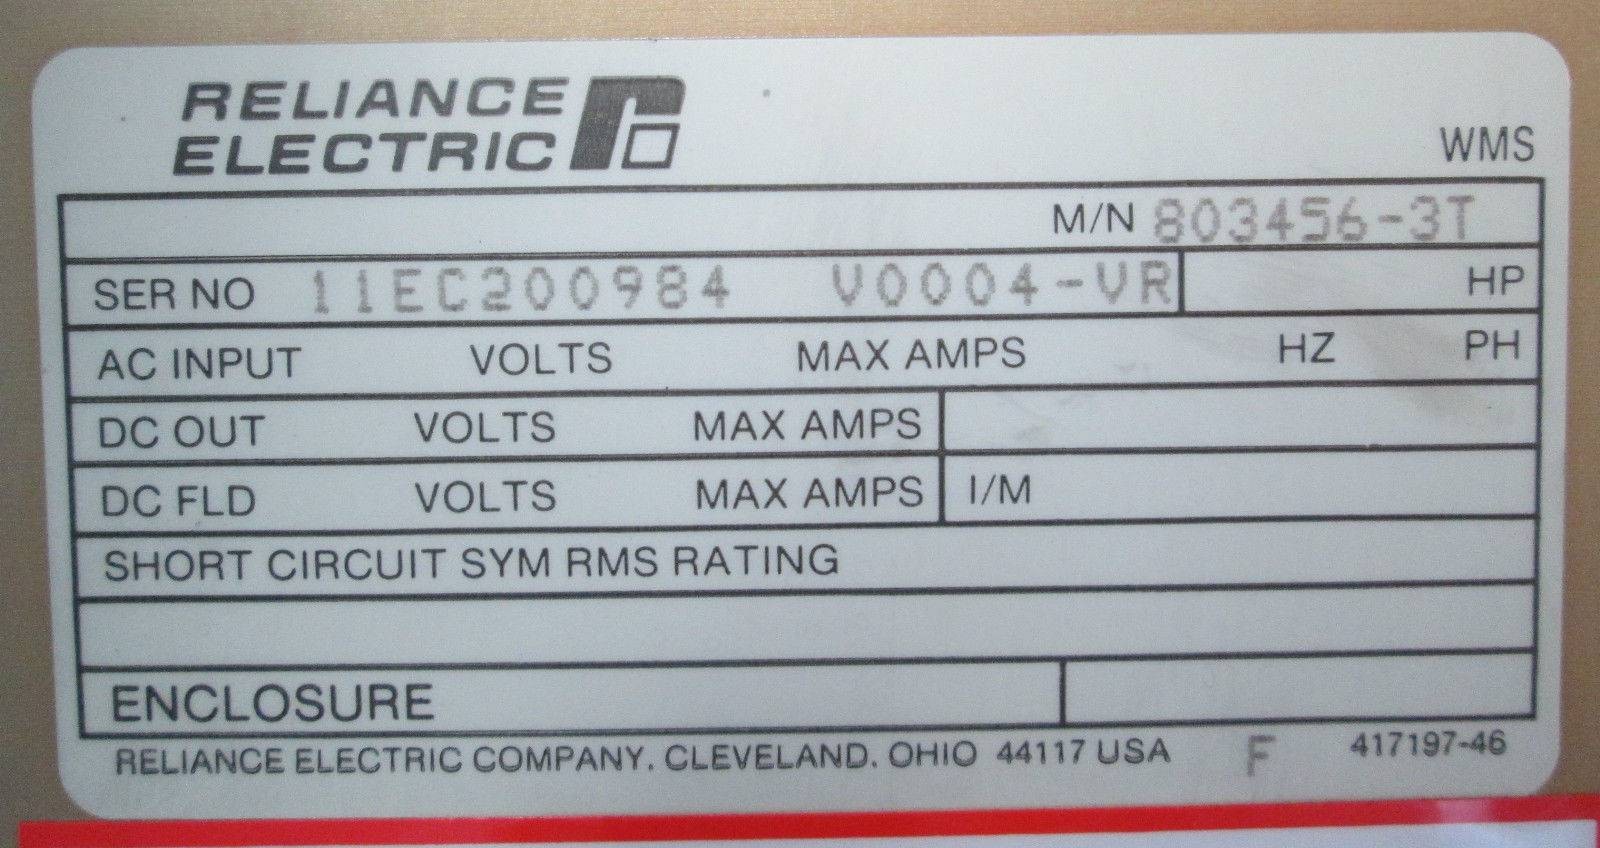 RELIANCE
ELECTRIC
WMS
M/N 803456-3T
SER NO 11EC200984 V0004-VR HP
AC INPUT VOLTS MAX AMPS HZ PH
DC OUT VOLTS MAX AMPS
DC FLD VOLTS MAX AMPS I/M
SHORT CIRCUIT SYM RMS RATING
ENCLOSURE
RELIANCE ELECTRIC COMPANY. CLEVELAND. OHIO 44117 USA F 417197-46